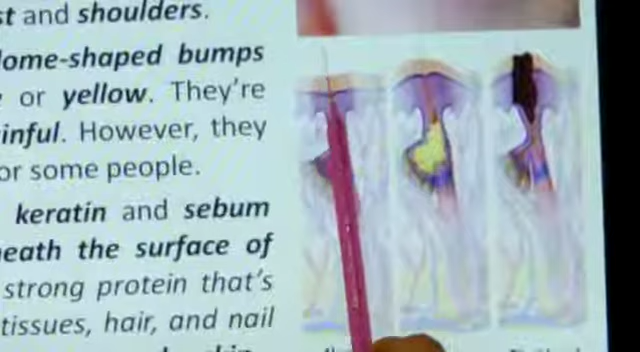 st and shoulders.
dome-shaped bumps
or yellow. They're
ainful. However, they
or some people.
keratin and sebum
neath the surface of
strong protein that's
tissues, hair, and nail